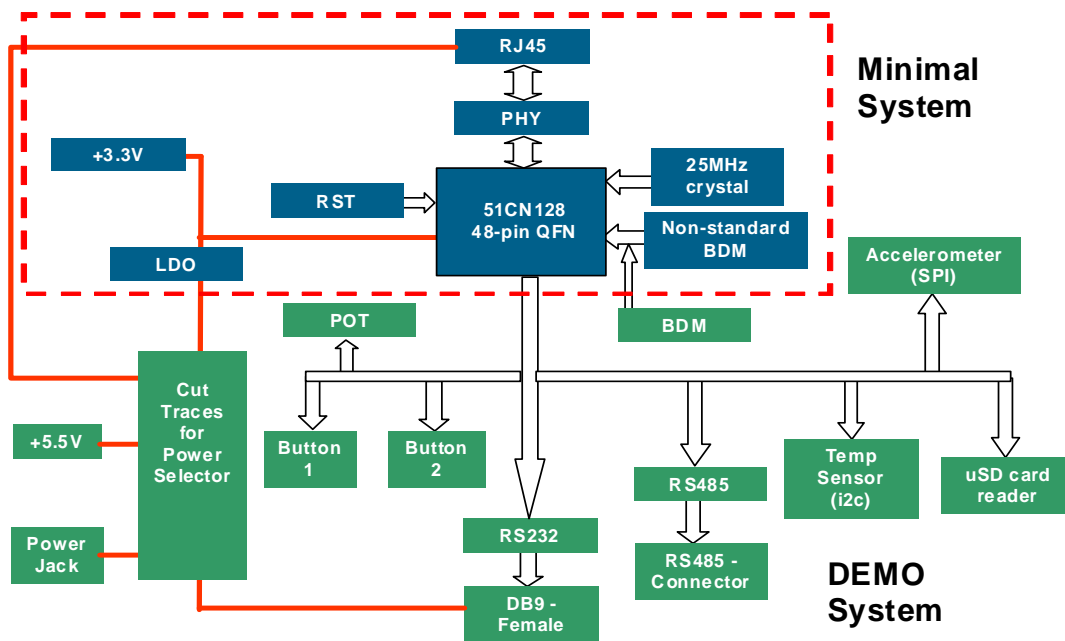 RJ45
Minimal
System
PHY
+3.3V
25MHz
crystal
RST
51CN128
48-pin QFN
Non-standard
BDM
LDO
Accelerometer
(SPI)
POT
BDM
Cut
Traces
for
Power
Selector
+5.5V
Button
1
Button
2
Temp
Sensor
(i2c)
uSD card
reader
RS485
Power
Jack
RS232
RS485 -
Connector
DB9 -
Female
DEMO
System